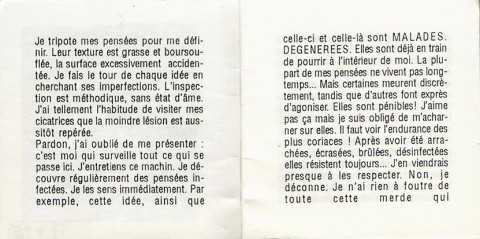 Je tripote mes pensées pour me défi-
nir. Leur texture est grasse et boursou-
flée, la surface excessivement acciden-
tée. Je fais le tour de chaque idée en
cherchant ses imperfections. L'inspec-
tion est méthodique, sans état d'âme.
J'ai tellement l'habitude de visiter mes
cicatrices que la moindre lésion est aus-
sitôt repérée.
Pardon, j'ai oublié de me présenter :
c'est moi qui surveille tout ce qui se
passe ici. J'entretiens ce machin. Je dé-
couvre régulièrement des pensées in-
fectées. Je les sens immédiatement. Par
exemple, cette idée, ainsi que
celle-ci et celle-là sont MALADES.
DEGENEREES. Elles sont déjà en train
de pourrir à l'intérieur de moi. La plu-
part de mes pensées ne vivent pas long-
temps... Mais certaines meurent discrè-
tement, tandis que d'autres font exprès
d'agoniser. Elles sont pénibles! J'aime
pas ça mais je suis obligé de m'achar-
ner sur elles. Il faut voir l'endurance des
plus coriaces ! Après avoir été arra-
chées, écrasées, brûlées, désinfectées
elles résistent toujours... J'en viendrais
presque à les respecter. Non, je
déconne. Je n'ai rien à foutre de
toute cette merde qui